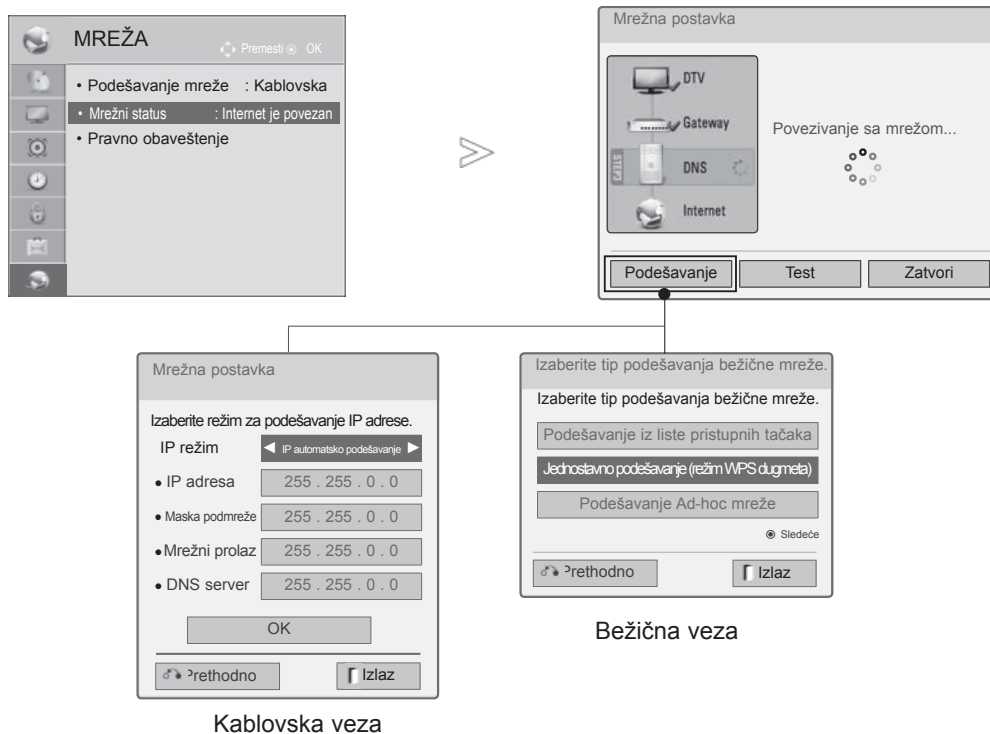 MREŽA
Premesti OK
• Podešavanje mreže : Kablovska
• Mrežni status : Internet je povezan
• Pravno obaveštenje
Mrežna postavka
DTV
Gateway
DNS
Internet
Povezivanje sa mrežom...
Podešavanje Test Zatvori
Mrežna postavka
Izaberite režim za podešavanje IP adrese.
IP režim ◀ IP automatsko podešavanje ▶
• IP adresa 255 . 255 . 0 . 0
• Maska podmreže 255 . 255 . 0 . 0
• Mrežni prolaz 255 . 255 . 0 . 0
• DNS server 255 . 255 . 0 . 0
OK
Prethodno Izlaz
Kablovska veza
Izaberite tip podešavanja bežične mreže.
Izaberite tip podešavanja bežične mreže.
Podešavanje iz liste pristupnih tačaka
Jednostavno podešavanje (režim WPS dugmeta)
Podešavanje Ad-hoc mreže
Sledeće
Prethodno Izlaz
Bežična veza